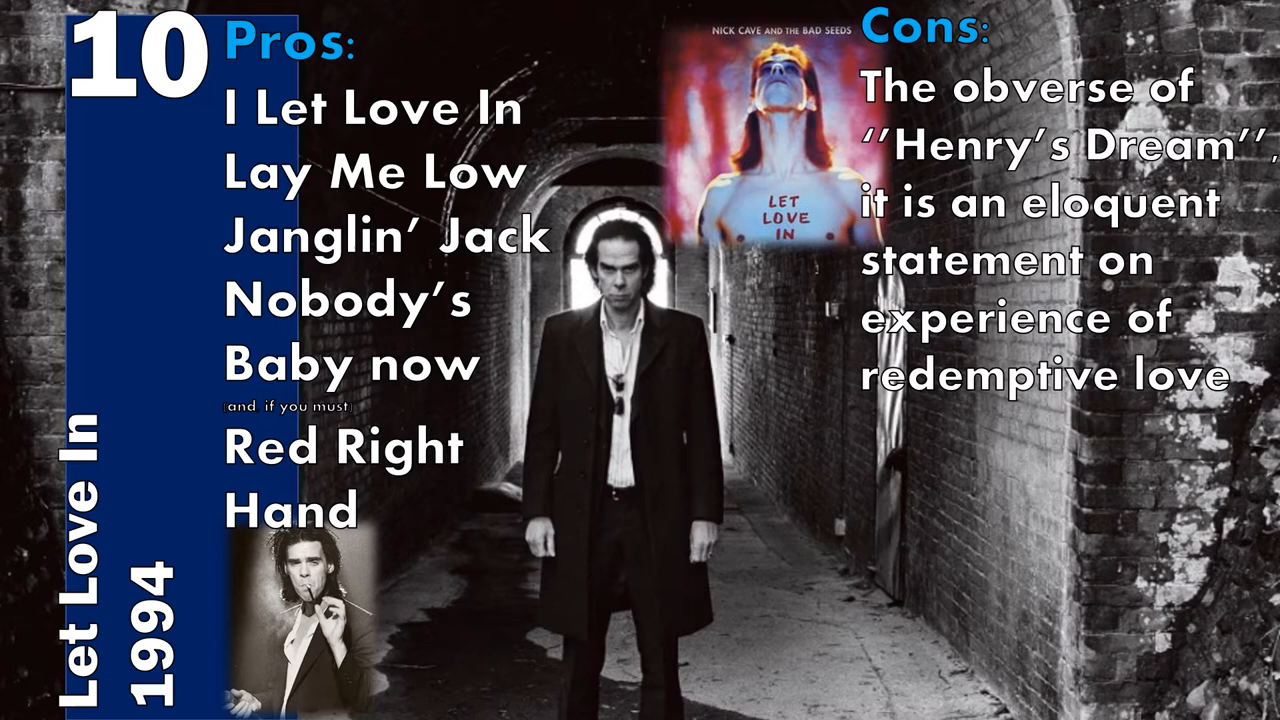 10
Let Love In
1994
Pros:
I Let Love In
Lay Me Low
Janglin’ Jack
Nobody’s
Baby now
(and, if you must)
Red Right
Hand
NICK CAVE AND THE BAD SEEDS
LET
LOVE
IN
Cons:
The obverse of
‘’Henry’s Dream’’,
it is an eloquent
statement on
experience of
redemptive love